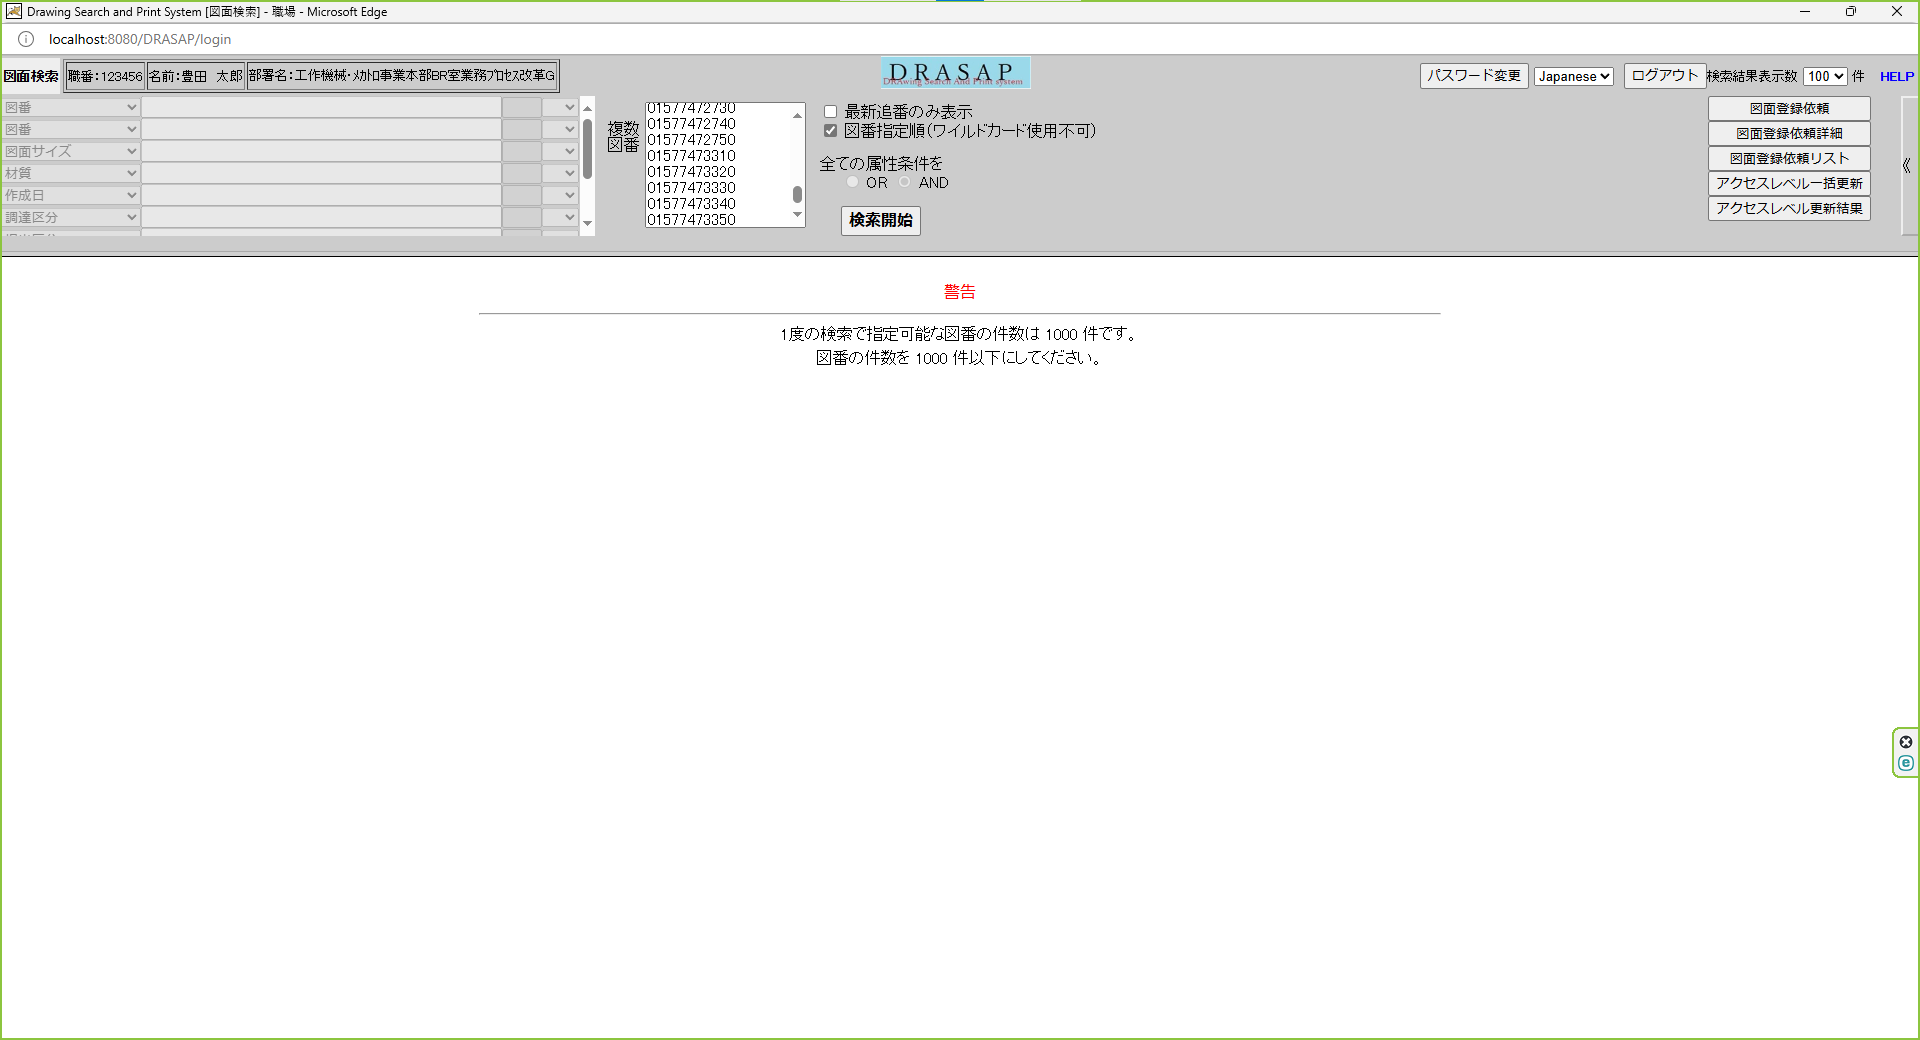 Drawing Search and Print System [図面検索] - 職場 - Microsoft Edge
localhost:8080/DRASAP/login
図面検索 職番:123456 名前:豊田　太郎 部署名:工作機械・ﾒｶﾄﾛ事業本部BR室業務ﾌﾟﾛｾｽ改革G
DRASAP
DRAwing Search And Print system
パスワード変更 Japanese ログアウト 検索結果表示数 100 件 HELP
図番
図番
図面サイズ
材質
作成日
調達区分
複数
図番
01577472730
01577472740
01577472750
01577473310
01577473320
01577473330
01577473340
01577473350
最新追番のみ表示
図番指定順(ワイルドカード使用不可)
全ての属性条件を
OR AND
検索開始
図面登録依頼
図面登録依頼詳細
図面登録依頼リスト
アクセスレベル一括更新
アクセスレベル更新結果
《
警告
1度の検索で指定可能な図番の件数は 1000 件です。
図番の件数を 1000 件以下にしてください。